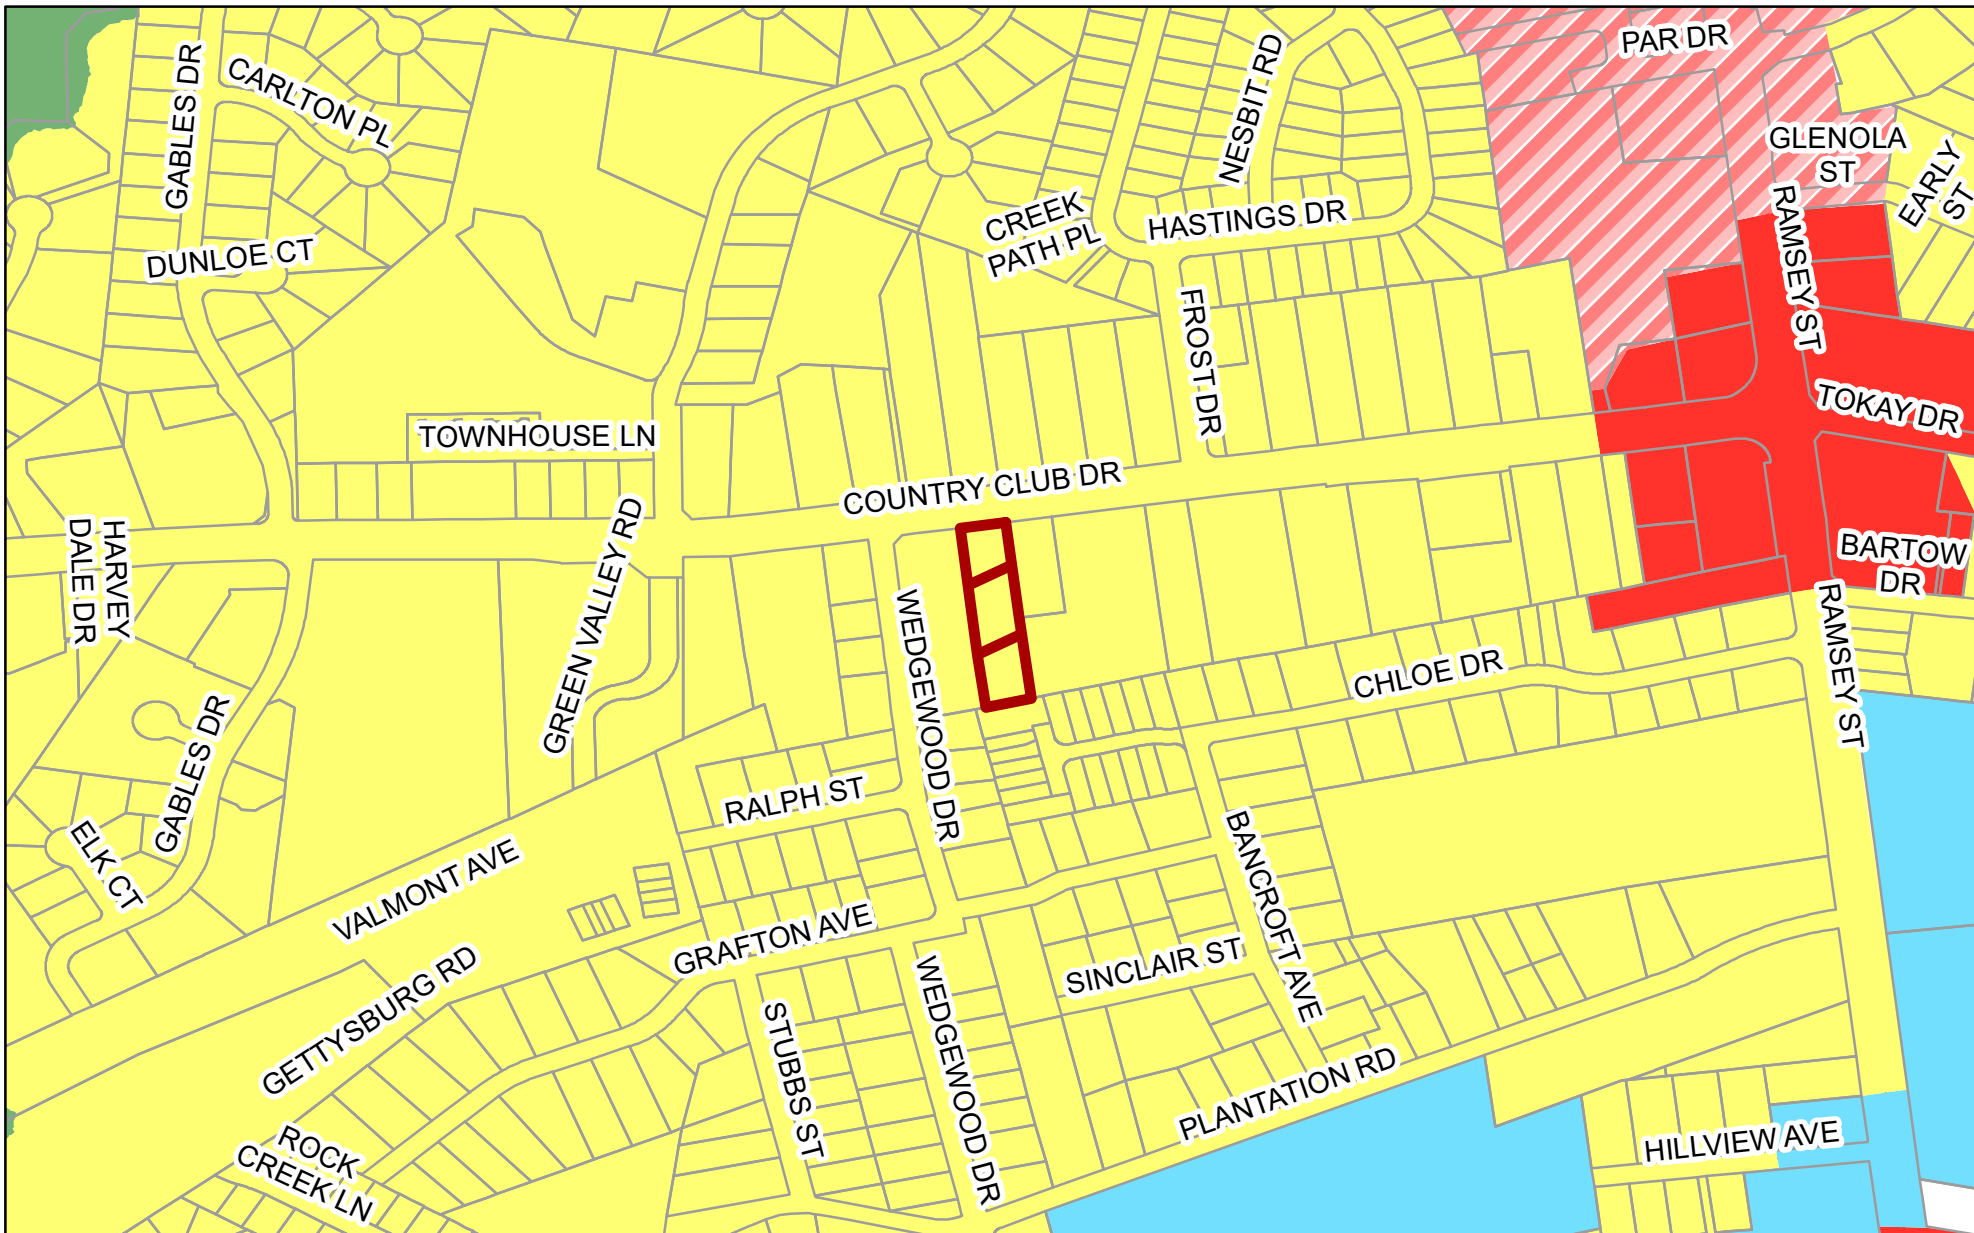 PAR DR
GABLES DR
CARLTON PL
NESBIT RD
GLENOLA
ST
EARLY
ST
CREEK
PATH PL
HASTINGS DR
RAMSEY ST
DUNLOE CT
FROST DR
TOKAY DR
TOWNHOUSE LN
COUNTRY CLUB DR
HARVEY
DALE DR
GREEN VALLEY RD
BARTOW
DR
WEDGEWOOD DR
RAMSEY ST
CHLOE DR
GABLES DR
RALPH ST
ELK CT
VALMONT AVE
BANCROFT AVE
GRAFTON AVE
SINCLAIR ST
GETTYSBURG RD
WEDGEWOOD DR
STUBBS ST
PLANTATION RD
HILLVIEW AVE
ROCK
CREEK LN